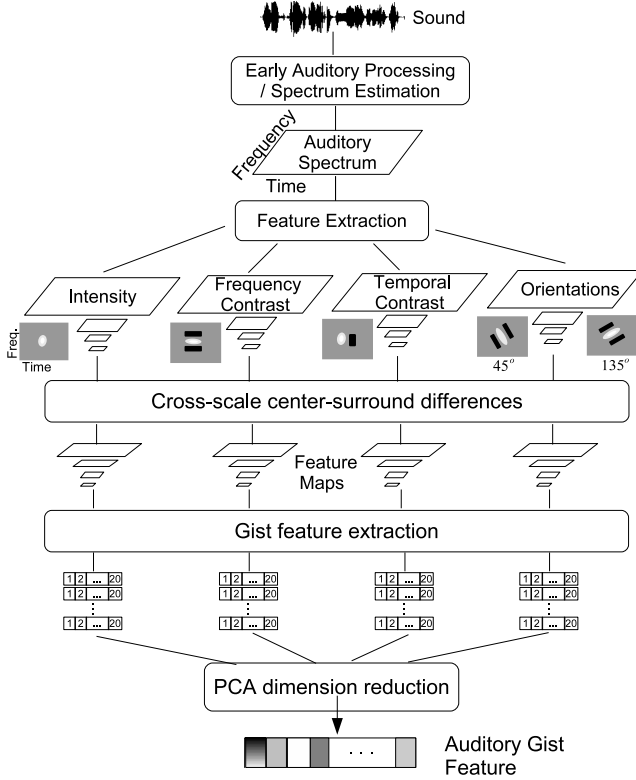 Sound
Early Auditory Processing
/ Spectrum Estimation
Frequency
Auditory
Spectrum
Time
Feature Extraction
Intensity
Frequency
Contrast
Temporal
Contrast
Orientations
Freq.
Time
45°
135°
Cross-scale center-surround differences
Feature
Maps
Gist feature extraction
1 2 ... 20 1 2 ... 20 1 2 ... 20 1 2 ... 20
1 2 ... 20 1 2 ... 20 1 2 ... 20 1 2 ... 20
1 2 ... 20 1 2 ... 20 1 2 ... 20 1 2 ... 20
PCA dimension reduction
. . .
Auditory Gist
Feature